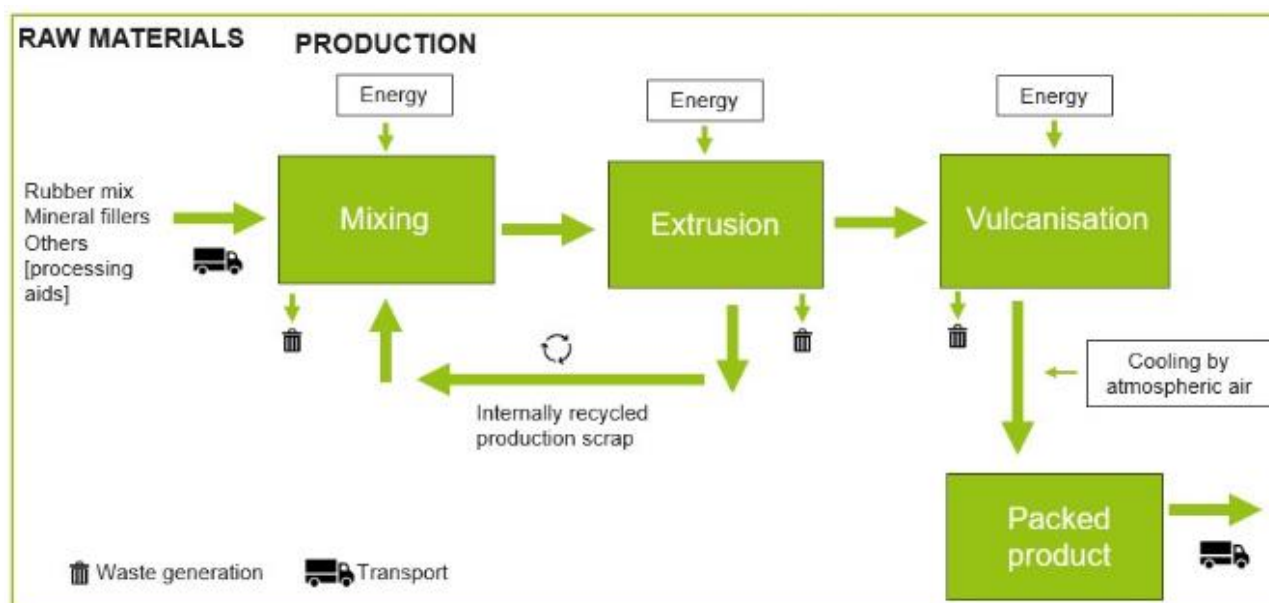 RAW MATERIALS
PRODUCTION
Energy
Energy
Energy
Rubber mix
Mineral fillers
Others
[processing
aids]
Mixing
Extrusion
Vulcanisation
Internally recycled
production scrap
Cooling by
atmospheric air
Packed
product
Waste generation
Transport